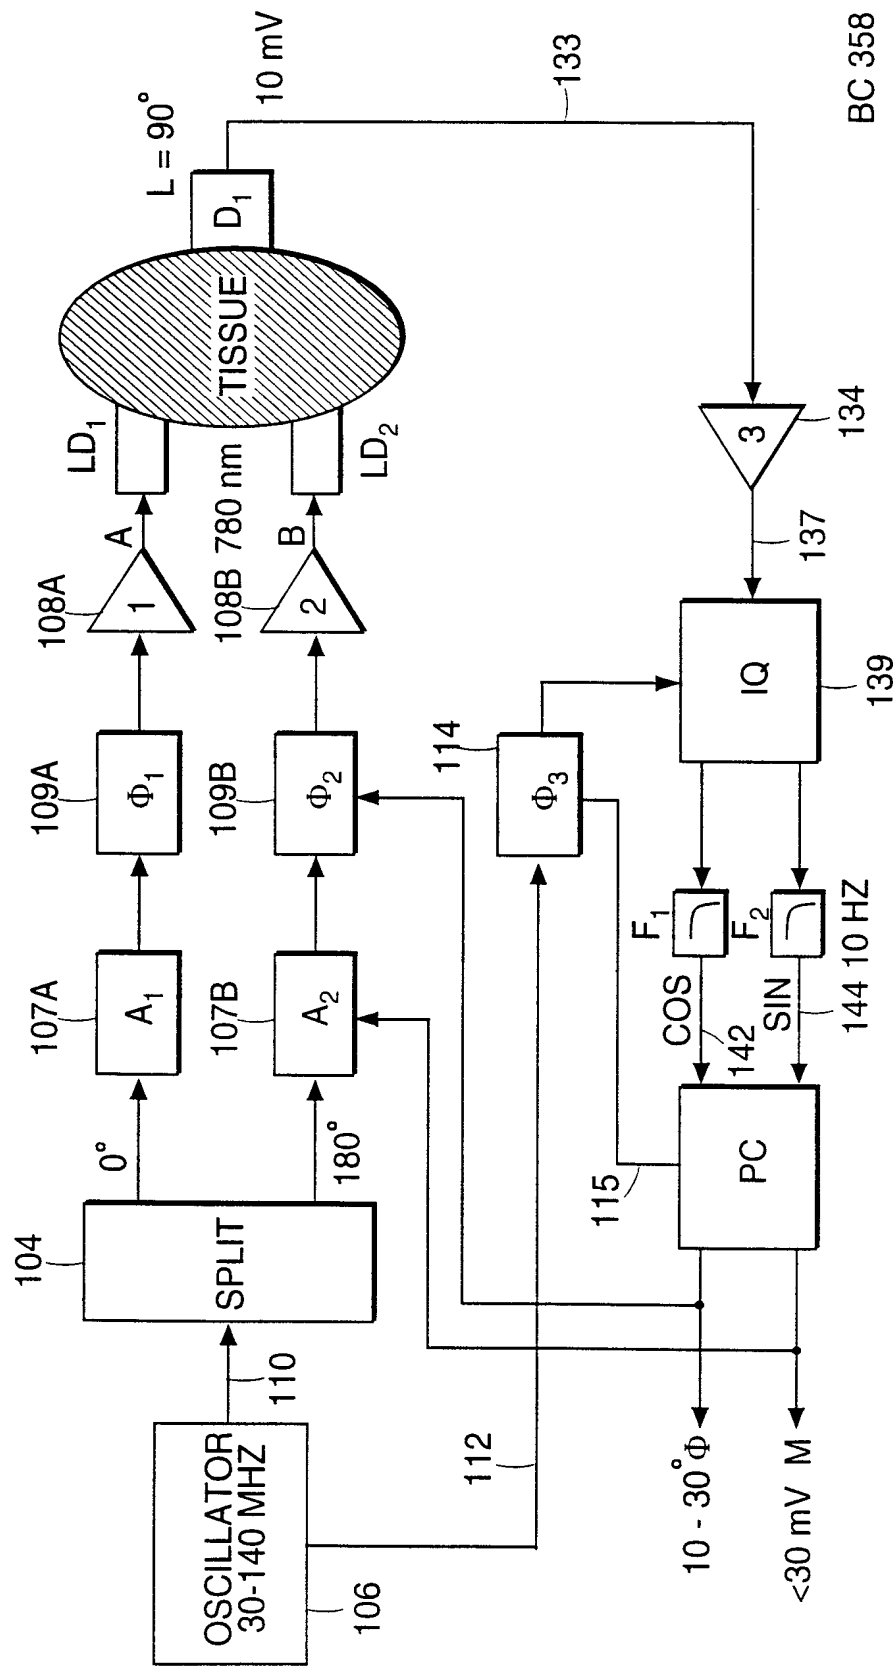 OSCILLATOR
30-140 MHZ
106
110
104
SPLIT
0°
180°
107A
A₁
107B
A₂
109A
Φ₁
109B
Φ₂
108A
1
A
108B 780 nm
2
B
LD₁
LD₂
TISSUE
D₁
L = 90°
10 mV
133
112
114
Φ₃
115
3
134
137
IQ
139
F₁
F₂
10 HZ
COS
142
SIN
144
PC
10 - 30° Φ
<30 mV M
BC 358